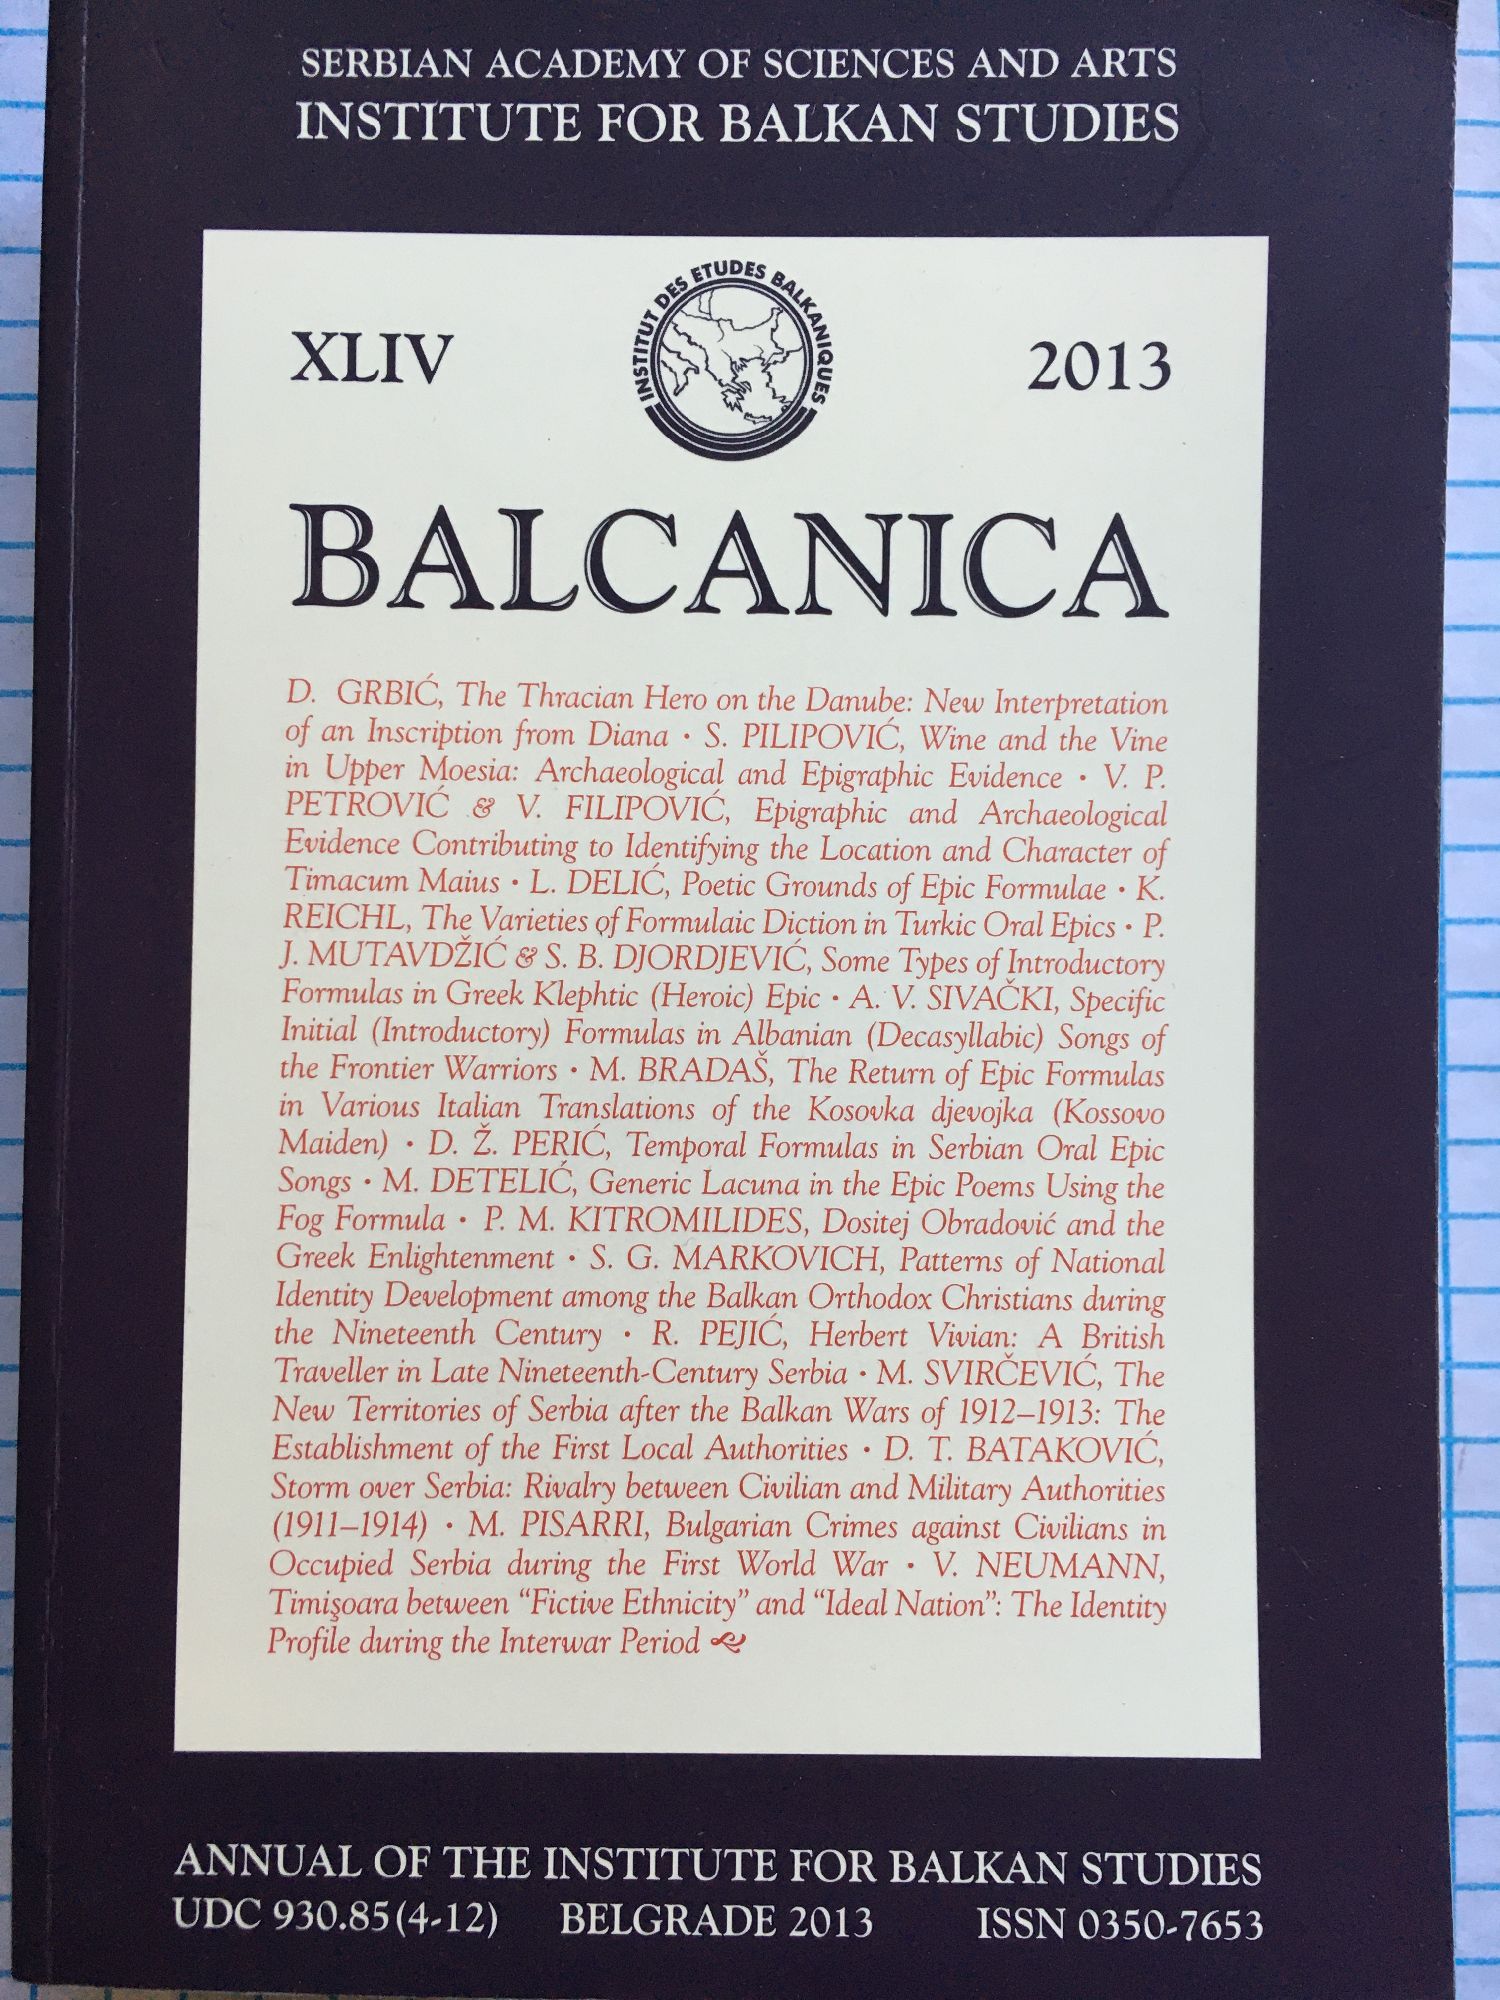 SERBIAN ACADEMY OF SCIENCES AND ARTS
INSTITUTE FOR BALKAN STUDIES
XLIV
INSTITUT DES ETUDES BALKANIQUES
2013
BALCANICA
D. GRBIĆ, The Thracian Hero on the Danube: New Interpretation
of an Inscription from Diana • S. PILIPOVIĆ, Wine and the Vine
in Upper Moesia: Archaeological and Epigraphic Evidence • V. P.
PETROVIĆ & V. FILIPOVIĆ, Epigraphic and Archaeological
Evidence Contributing to Identifying the Location and Character of
Timacum Maius • L. DELIĆ, Poetic Grounds of Epic Formulae • K.
REICHL, The Varieties of Formulaic Diction in Turkic Oral Epics • P.
J. MUTAVDŽIĆ & S. B. DJORDJEVIĆ, Some Types of Introductory
Formulas in Greek Klephtic (Heroic) Epic • A. V. SIVAČKI, Specific
Initial (Introductory) Formulas in Albanian (Decasyllabic) Songs of
the Frontier Warriors • M. BRADAŠ, The Return of Epic Formulas
in Various Italian Translations of the Kosovka djevojka (Kossovo
Maiden) • D. Ž. PERIĆ, Temporal Formulas in Serbian Oral Epic
Songs • M. DETELIĆ, Generic Lacuna in the Epic Poems Using the
Fog Formula • P. M. KITROMILIDES, Dositej Obradović and the
Greek Enlightenment • S. G. MARKOVICH, Patterns of National
Identity Development among the Balkan Orthodox Christians during
the Nineteenth Century • R. PEJIĆ, Herbert Vivian: A British
Traveller in Late Nineteenth-Century Serbia • M. SVIRČEVIĆ, The
New Territories of Serbia after the Balkan Wars of 1912–1913: The
Establishment of the First Local Authorities • D. T. BATAKOVIĆ,
Storm over Serbia: Rivalry between Civilian and Military Authorities
(1911–1914) • M. PISARRI, Bulgarian Crimes against Civilians in
Occupied Serbia during the First World War • V. NEUMANN,
Timişoara between “Fictive Ethnicity” and “Ideal Nation”: The Identity
Profile during the Interwar Period
ANNUAL OF THE INSTITUTE FOR BALKAN STUDIES
UDC 930.85(4-12) BELGRADE 2013 ISSN 0350-7653